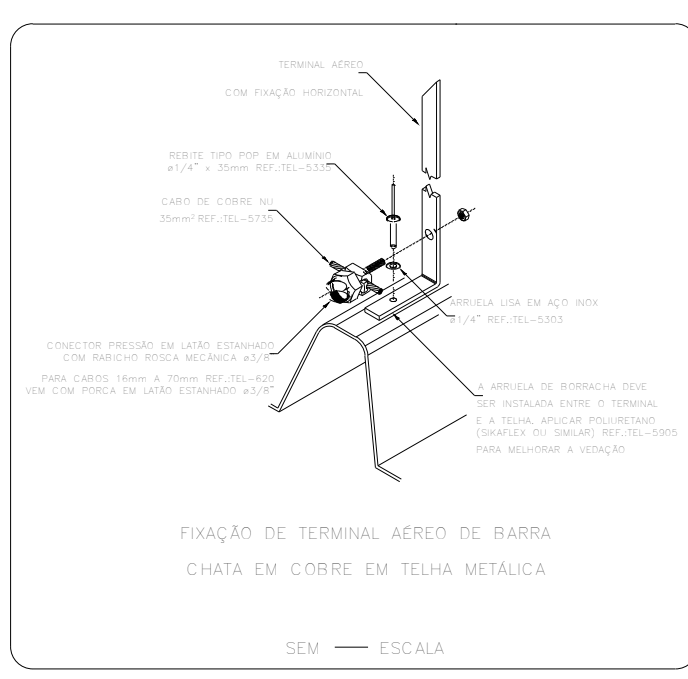 TERMINAL AÉREO
COM FIXAÇÃO HORIZONTAL
REBITE TIPO POP EM ALUMÍNIO
ø1/4" x 35mm REF.:TEL-5335
CABO DE COBRE NU
35mm² REF.:TEL-5735
ARRUELA LISA EM AÇO INOX
ø1/4" REF.:TEL-5303
CONECTOR PRESSÃO EM LATÃO ESTANHADO
COM RABICHO ROSCA MECÂNICA ø3/8"
PARA CABOS 16mm A 70mm REF.:TEL-620
VEM COM PORCA EM LATÃO ESTANHADO ø3/8"
A ARRUELA DE BORRACHA DEVE
SER INSTALADA ENTRE O TERMINAL
E A TELHA. APLICAR POLIURETANO
(SIKAFLEX OU SIMILAR) REF.:TEL-5905
PARA MELHORAR A VEDAÇÃO
FIXAÇÃO DE TERMINAL AÉREO DE BARRA
CHATA EM COBRE EM TELHA METÁLICA
SEM — ESCALA